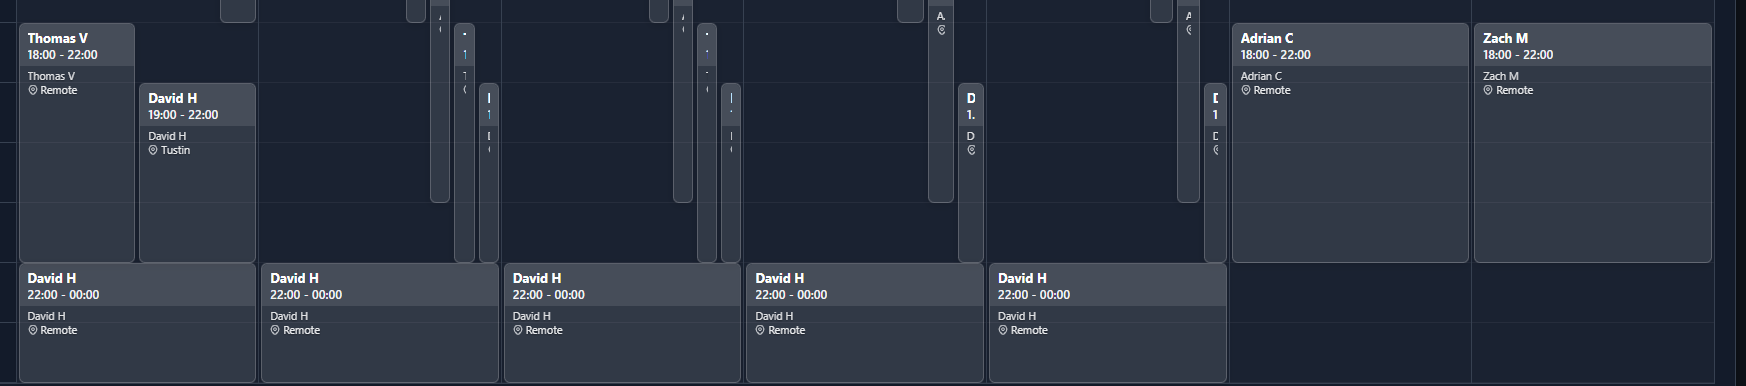 Thomas V
18:00 - 22:00
Thomas V
Remote
David H
19:00 - 22:00
David H
Tustin
Adrian C
18:00 - 22:00
Adrian C
Remote
Zach M
18:00 - 22:00
Zach M
Remote
David H
22:00 - 00:00
David H
Remote
David H
22:00 - 00:00
David H
Remote
David H
22:00 - 00:00
David H
Remote
David H
22:00 - 00:00
David H
Remote
David H
22:00 - 00:00
David H
Remote